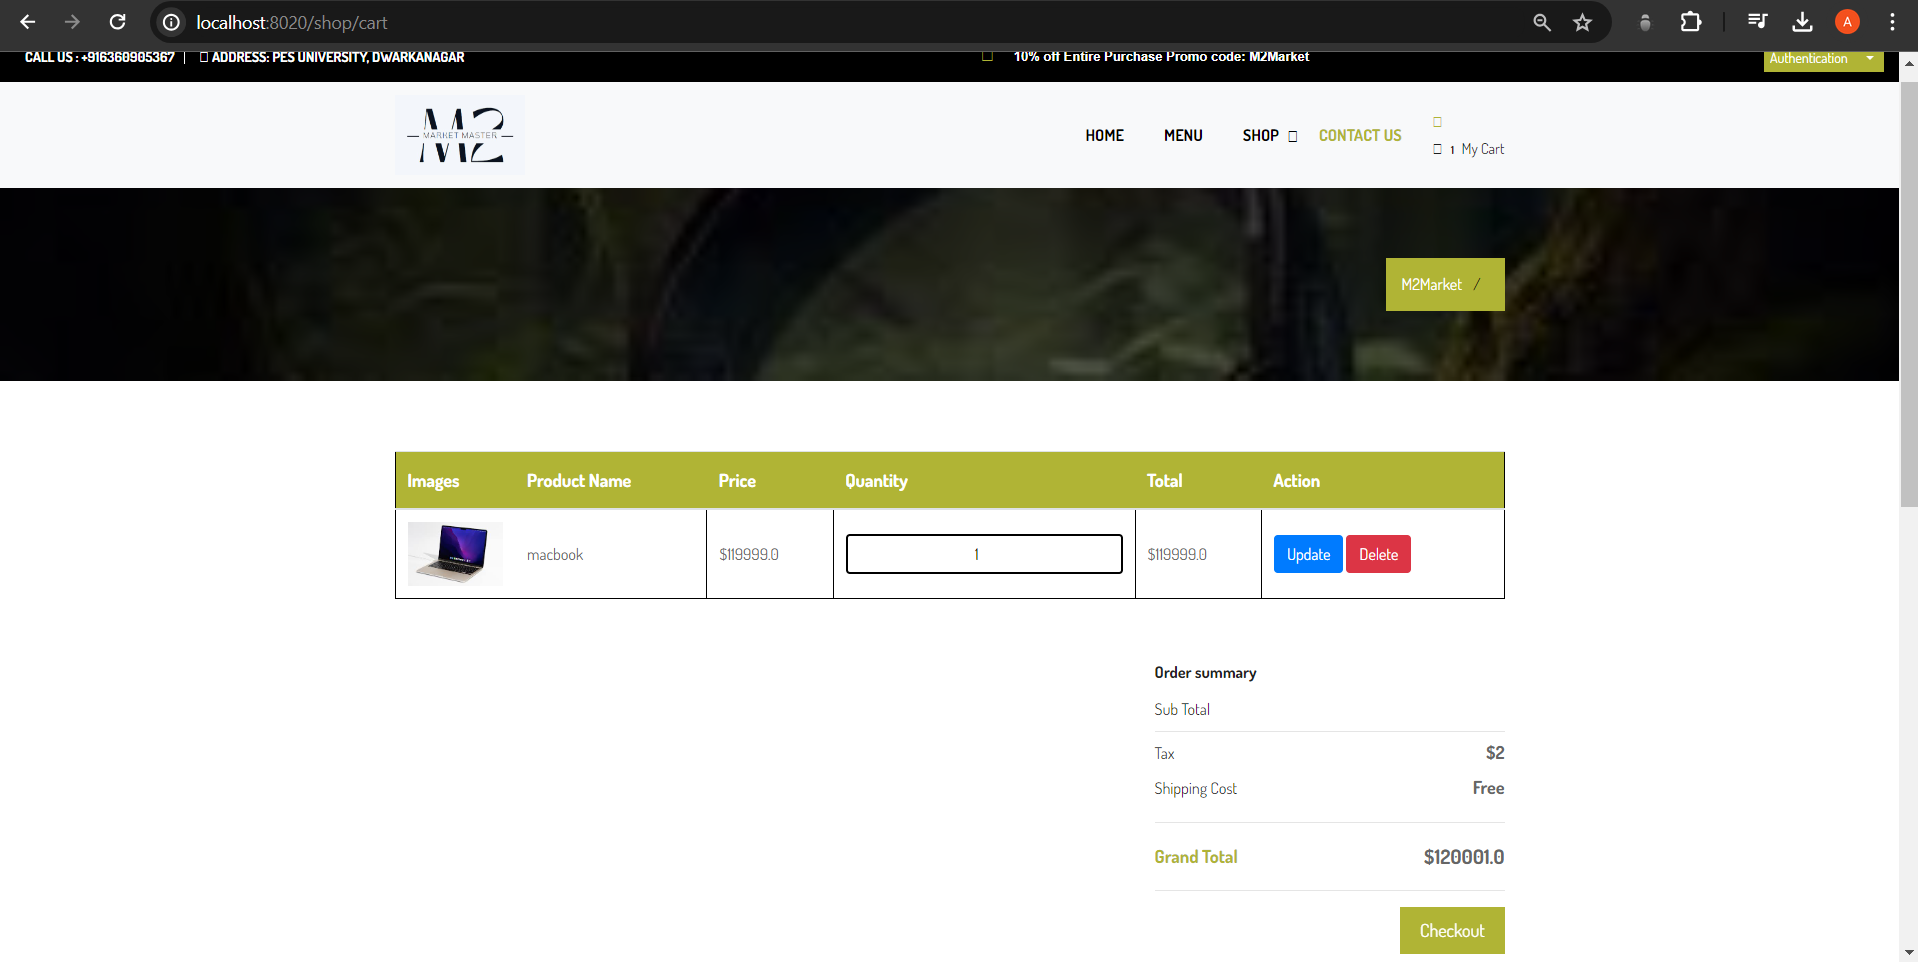 localhost:8020/shop/cart
A
CALL US : +916360905367 | ADDRESS: PES UNIVERSITY, DWARKANAGAR
10% off Entire Purchase Promo code: M2Market
Authentication
M2
MARKET MASTER
HOME MENU SHOP CONTACT US
1 My Cart
M2Market /
Images Product Name Price Quantity Total Action
macbook $119999.0 1 $119999.0 Update Delete
Order summary
Sub Total
Tax $2
Shipping Cost Free
Grand Total $120001.0
Checkout